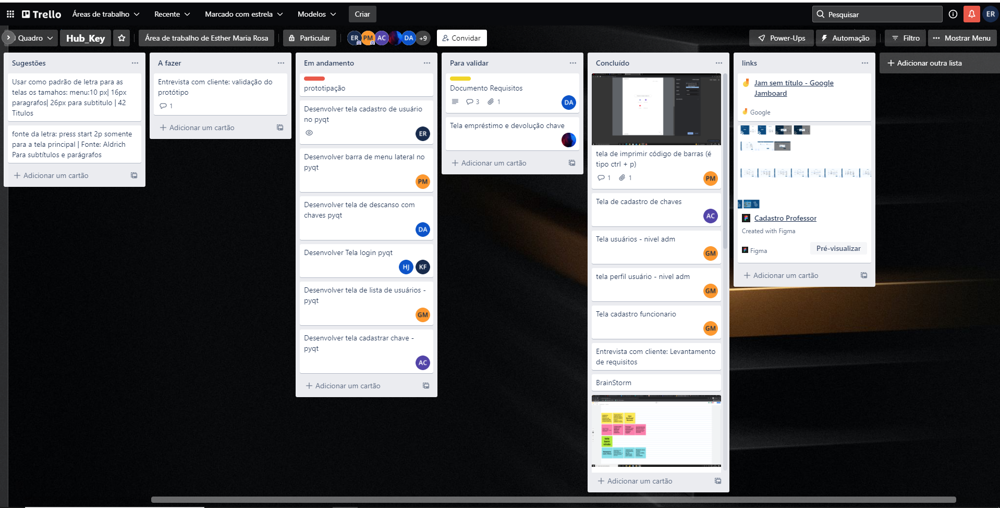 Trello
Áreas de trabalho
Recente
Marcado com estrela
Modelos
Criar
Pesquisar
ER
Quadro
Hub_Key
Área de trabalho de Esther Maria Rosa
Particular
ER
PM
AC
DA
+9
Convidar
Power-Ups
Automação
Filtro
Mostrar Menu
Sugestões
Usar como padrão de letra para as
telas os tamanhos: menu:10 px| 16px
paragrafos| 26px para subtitulo | 42
Titulos
fonte da letra: press start 2p somente
para a tela principal | Fonte: Aldrich
Para subtítulos e parágrafos
Adicionar um cartão
A fazer
Entrevista com cliente: validação do
protótipo
1
Adicionar um cartão
Em andamento
prototipação
Desenvolver tela cadastro de usuário
no pyqt
ER
Desenvolver barra de menu lateral no
pyqt
PM
Desenvolver tela de descanso com
chaves pyqt
DA
Desenvolver Tela login pyqt
HJ
KF
Desenvolver tela de lista de usuários -
pyqt
GM
Desenvolver tela cadastrar chave -
pyqt
AC
Adicionar um cartão
Para validar
Documento Requisitos
3
1
DA
Tela empréstimo e devolução chave
Adicionar um cartão
Concluído
tela de imprimir código de barras (é
tipo ctrl + p)
1
1
PM
Tela de cadastro de chaves
AC
Tela usuários - nivel adm
GM
tela perfil usuário - nivel adm
GM
Tela cadastro funcionario
GM
Entrevista com cliente: Levantamento
de requisitos
BrainStorm
tela
bem
vindo
Adicionar um cartão
links
Jam sem título - Google
Jamboard
Google
Cadastro Professor
Created with Figma
Figma
Pré-visualizar
Adicionar um cartão
Adicionar outra lista